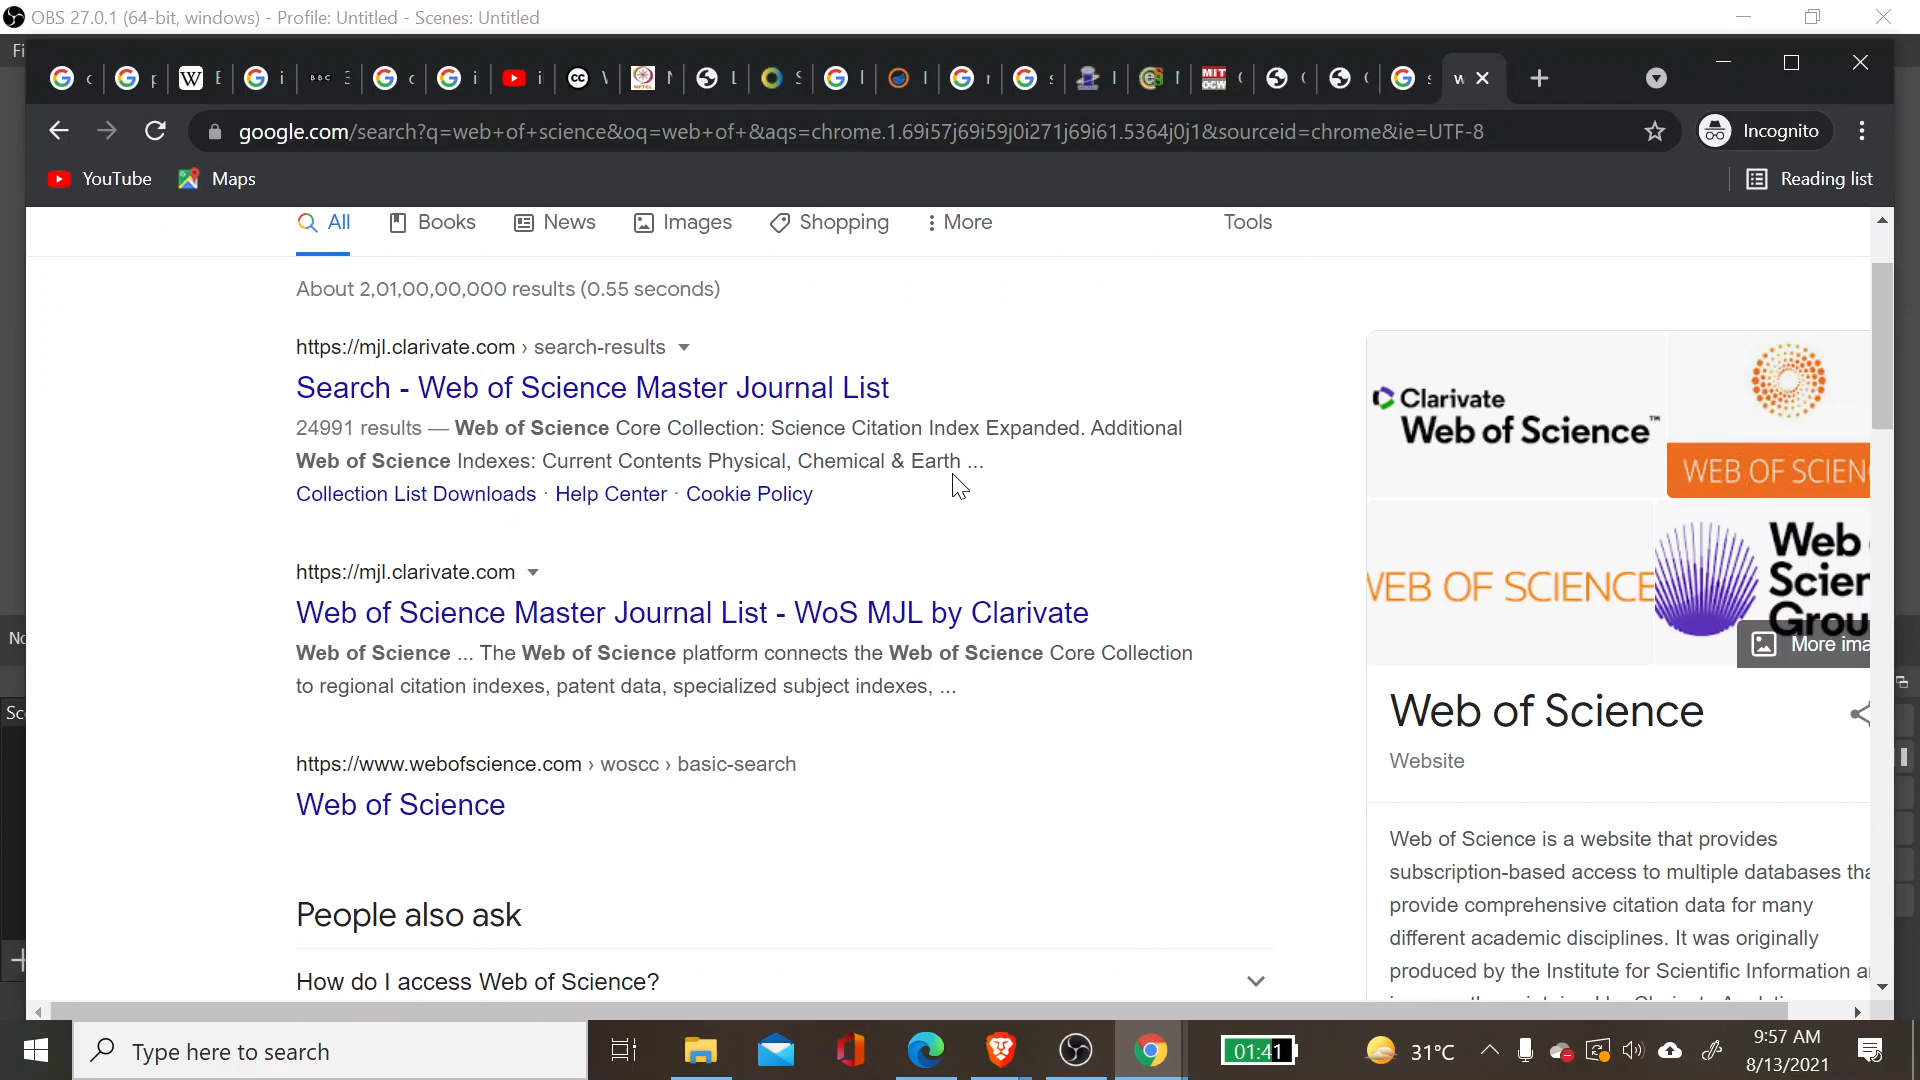 OBS 27.0.1 (64-bit, windows) - Profile: Untitled - Scenes: Untitled
Fi
google.com/search?q=web+of+science&oq=web+of+&aqs=chrome.1.69i57j69i59j0i271j69i61.5364j0j1&sourceid=chrome&ie=UTF-8
Incognito
YouTube
Maps
Reading list
All
Books
News
Images
Shopping
More
Tools
About 2,01,00,00,000 results (0.55 seconds)
https://mjl.clarivate.com › search-results
Search - Web of Science Master Journal List
24991 results — Web of Science Core Collection: Science Citation Index Expanded. Additional
Web of Science Indexes: Current Contents Physical, Chemical & Earth ...
Collection List Downloads · Help Center · Cookie Policy
https://mjl.clarivate.com
Web of Science Master Journal List - WoS MJL by Clarivate
Web of Science ... The Web of Science platform connects the Web of Science Core Collection
to regional citation indexes, patent data, specialized subject indexes, ...
https://www.webofscience.com › woscc › basic-search
Web of Science
People also ask
How do I access Web of Science?
Clarivate
Web of Science™
WEB OF SCIEN
WEB OF SCIENCE
Web
Scien
Grou
More ima
Web of Science
Website
Web of Science is a website that provides
subscription-based access to multiple databases tha
provide comprehensive citation data for many
different academic disciplines. It was originally
produced by the Institute for Scientific Information a
Sc
Type here to search
01:41
31°C
9:57 AM
8/13/2021